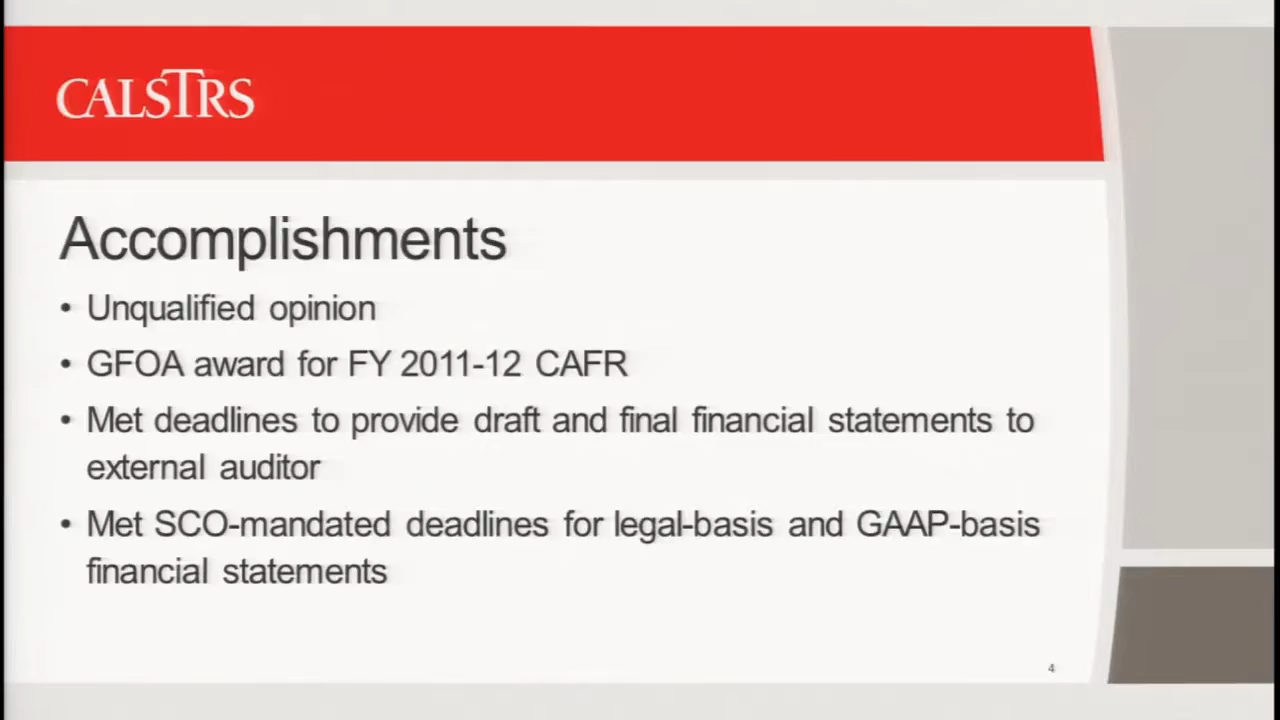 CALSTRS
Accomplishments
• Unqualified opinion
• GFOA award for FY 2011-12 CAFR
• Met deadlines to provide draft and final financial statements to
external auditor
• Met SCO-mandated deadlines for legal-basis and GAAP-basis
financial statements
4